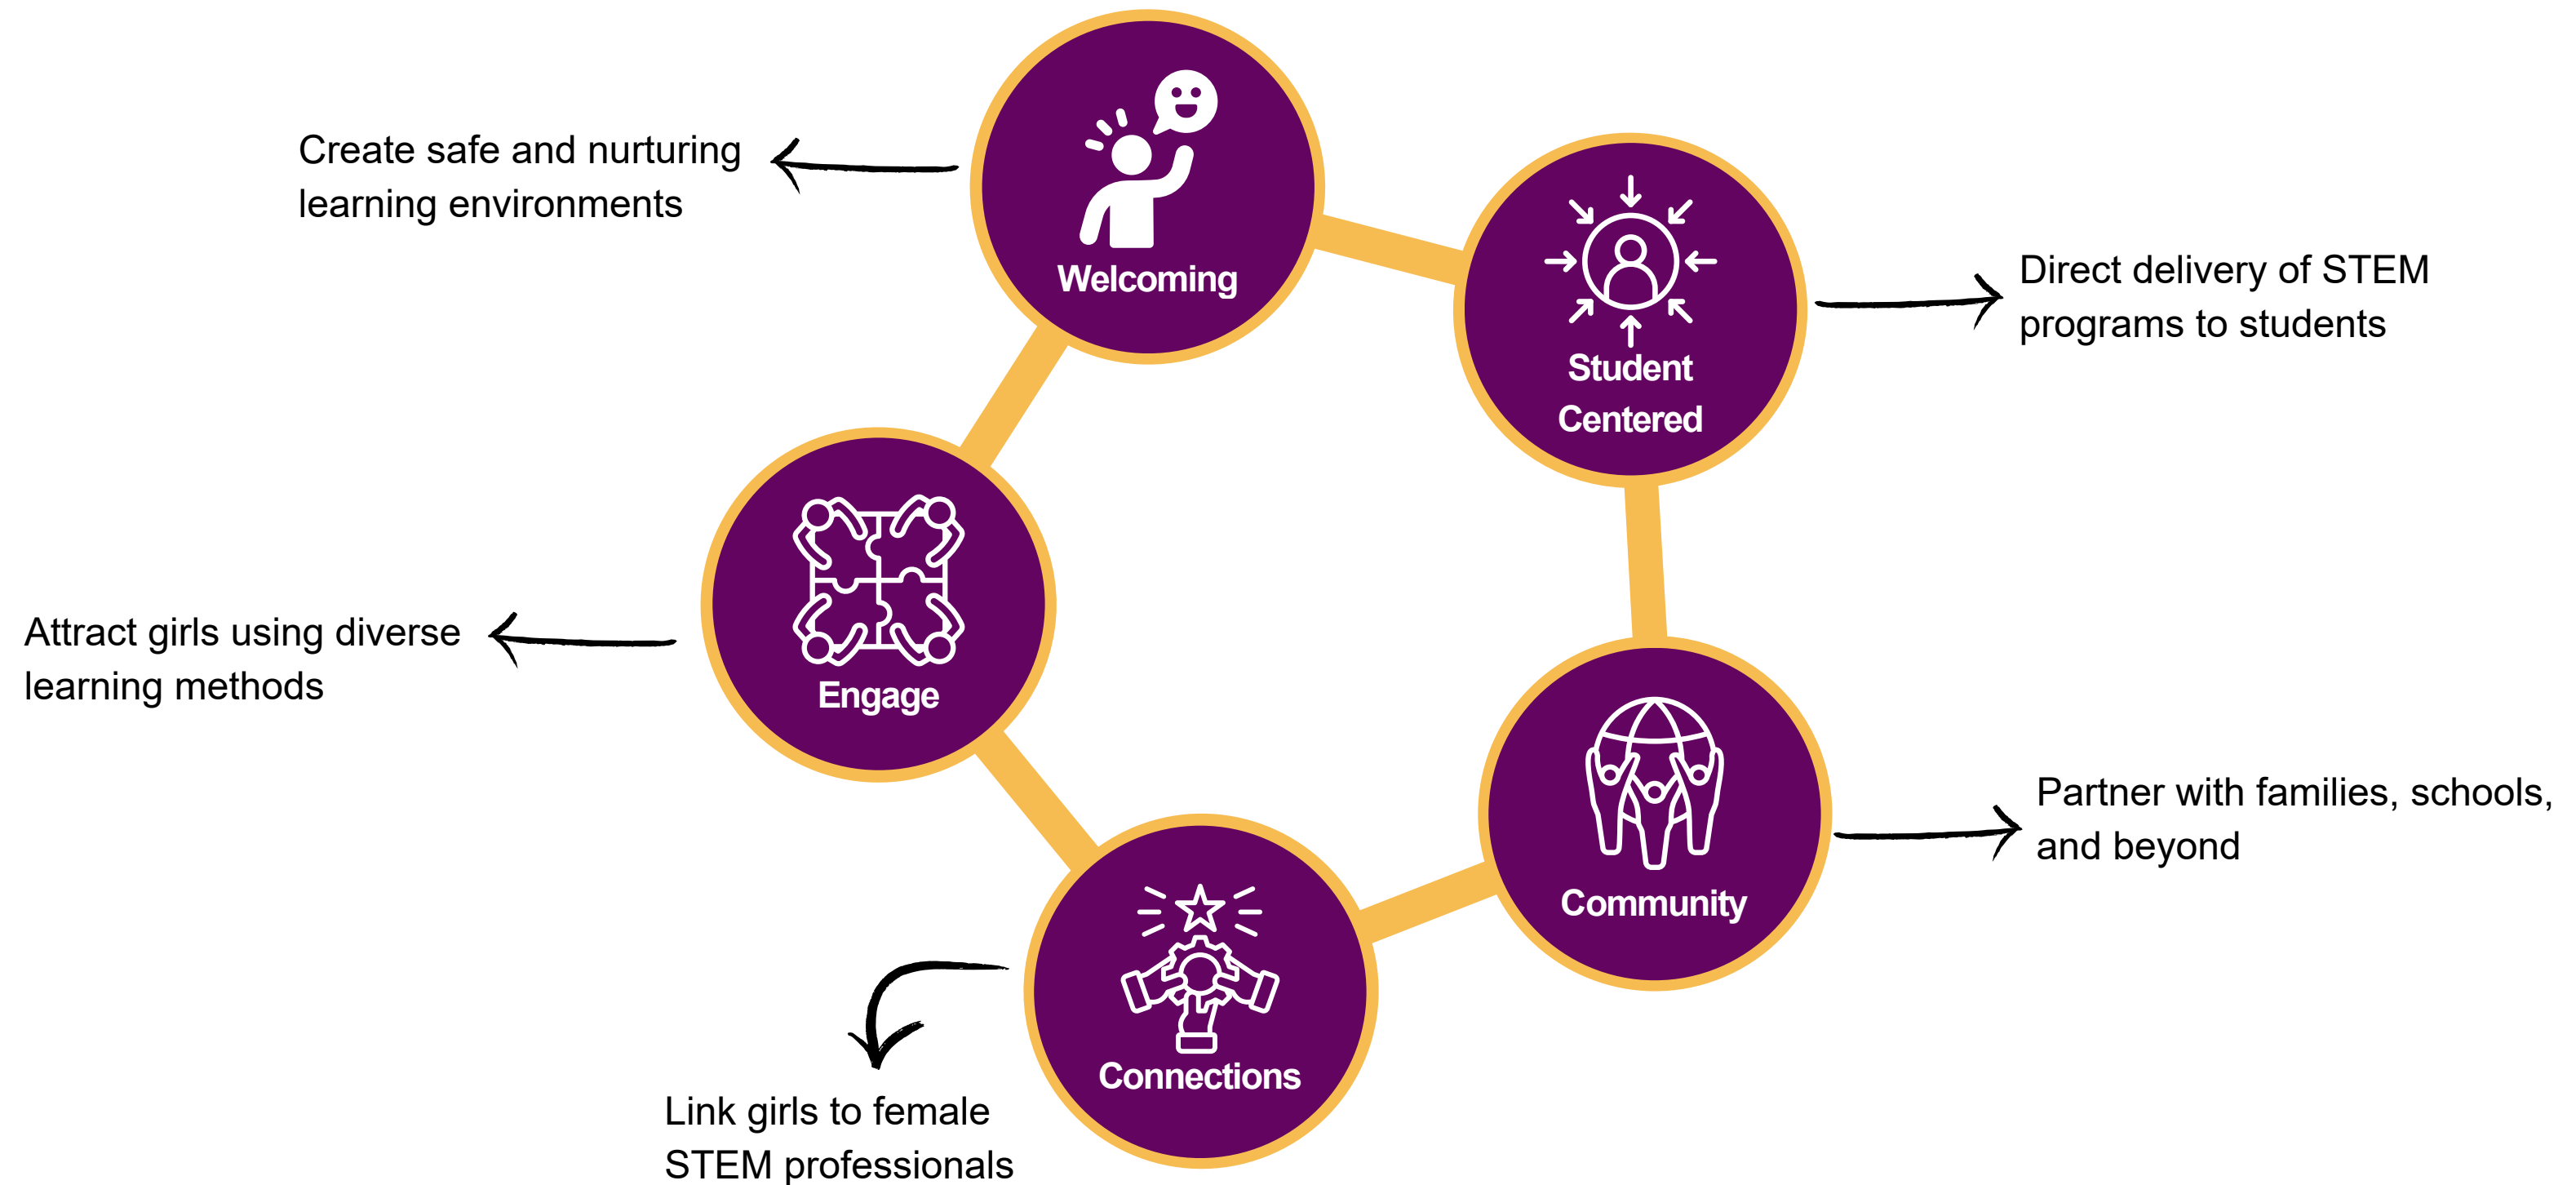 Create safe and nurturing
learning environments
Welcoming
Student
Centered
Direct delivery of STEM
programs to students
Attract girls using diverse
learning methods
Engage
Community
Partner with families, schools,
and beyond
Connections
Link girls to female
STEM professionals